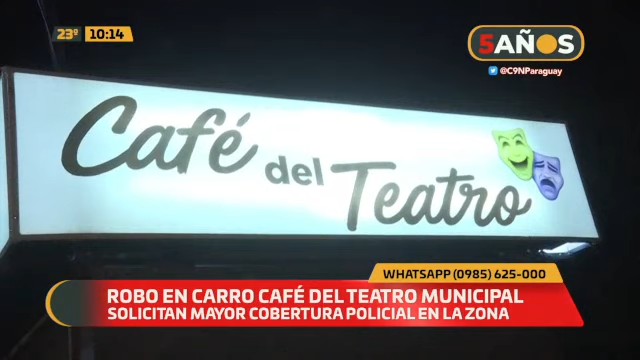 23º 10:14
5AÑOS
@C9NParaguay
Café del Teatro
WHATSAPP (0985) 625-000
ROBO EN CARRO CAFÉ DEL TEATRO MUNICIPAL
SOLICITAN MAYOR COBERTURA POLICIAL EN LA ZONA